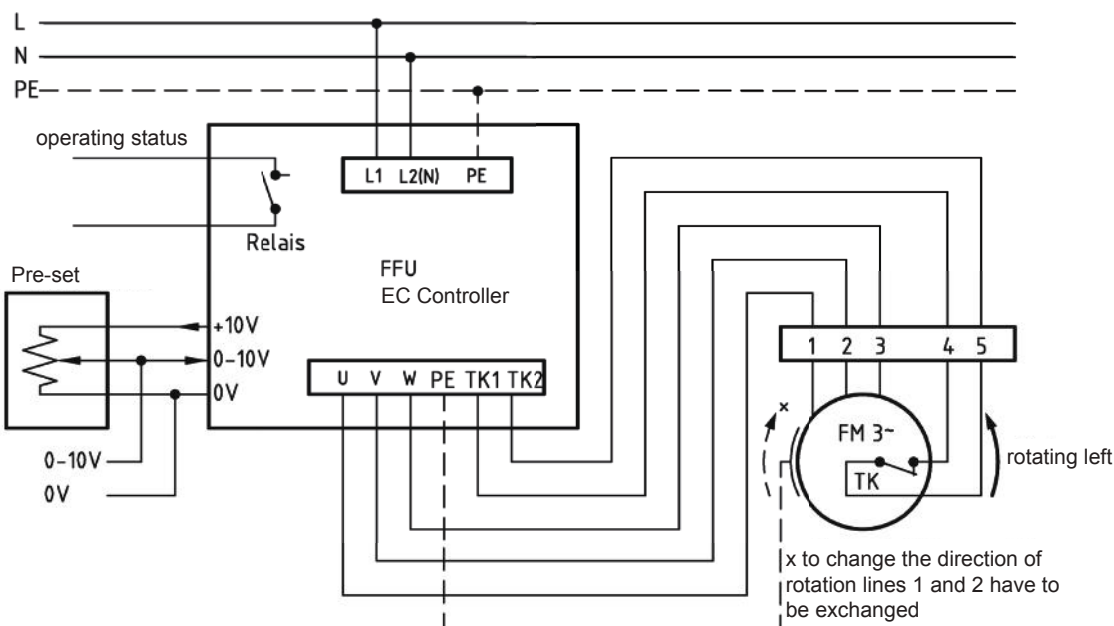 L
N
PE
operating status
L1 L2(N) PE
Relais
FFU
EC Controller
Pre-set
+10V
0-10V
0V
U V W PE TK1 TK2
0-10V
0V
1 2 3 4 5
x
FM 3~
TK
rotating left
x to change the direction of
rotation lines 1 and 2 have to
be exchanged